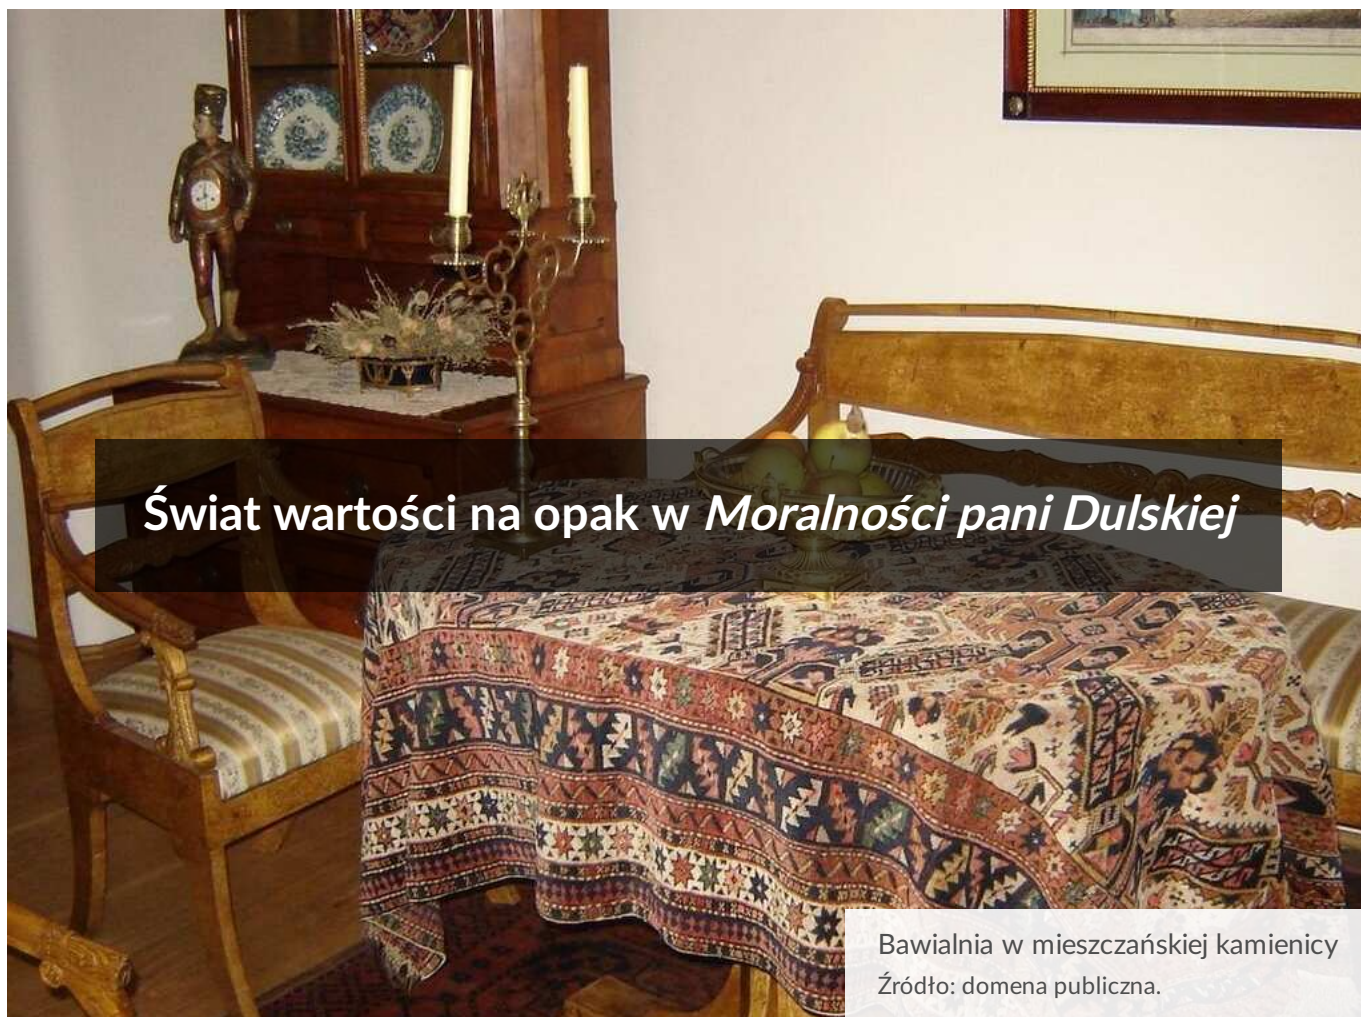 Świat wartości na opak w Moralności pani Dulskiej
Bawialnia w mieszczańskiej kamienicy
Źródło: domena publiczna.